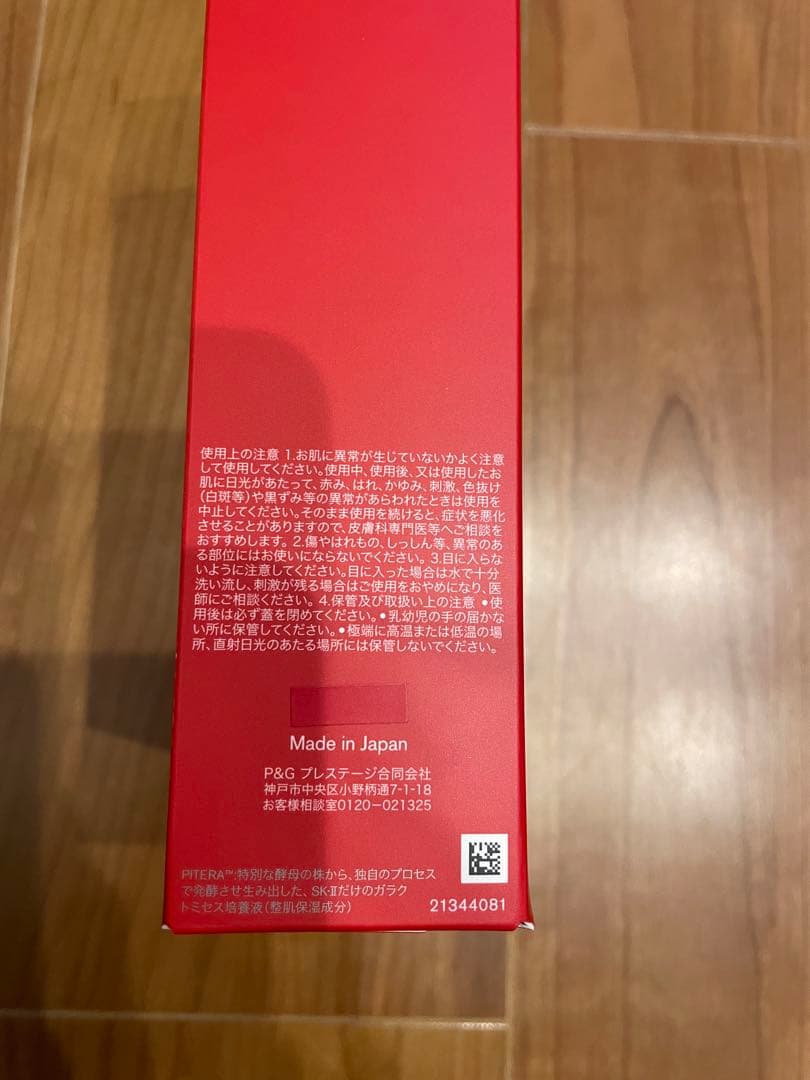 使用上の注意 1.お肌に異常が生じていないかよく注意
して使用してください。使用中、使用後、又は使用したお
肌に日光があたって、赤み、はれ、かゆみ、刺激、色抜け
(白斑等)や黒ずみ等の異常があらわれたときは使用を
中止してください。そのまま使用を続けると、症状を悪化
させることがありますので、皮膚科専門医等へご相談を
おすすめします。 2.傷やはれもの、しっしん等、異常のあ
る部位にはお使いにならないでください。 3.目に入らな
いように注意してください。目に入った場合は水で十分
洗い流し、刺激が残る場合はご使用をおやめになり、医
師にご相談ください。 4.保管及び取扱い上の注意 ●使
用後は必ず蓋を閉めてください。●乳幼児の手の届かな
い所に保管してください。●極端に高温または低温の場
所、直射日光のあたる場所には保管しないでください。
Made in Japan
P&G プレステージ合同会社
神戸市中央区小野柄通7-1-18
お客様相談室0120-021325
PITERA™:特別な酵母の株から、独自のプロセス
で発酵させ生み出した、SK-IIだけのガラク
トミセス培養液(整肌保湿成分)
21344081